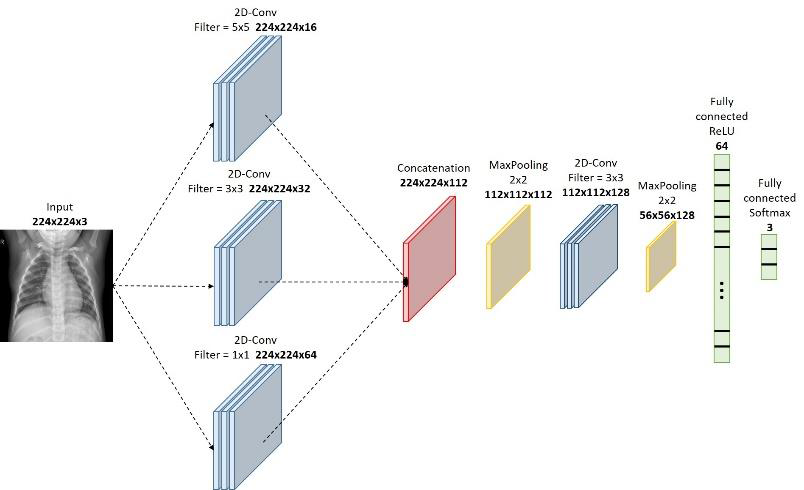 2D-Conv
Filter = 5x5 224x224x16
Input
224x224x3
R
2D-Conv
Filter = 3x3 224x224x32
2D-Conv
Filter = 1x1 224x224x64
Concatenation
224x224x112
MaxPooling
2x2
112x112x112
2D-Conv
Filter = 3x3
112x112x128
MaxPooling
2x2
56x56x128
Fully
connected
ReLU
64
Fully
connected
Softmax
3